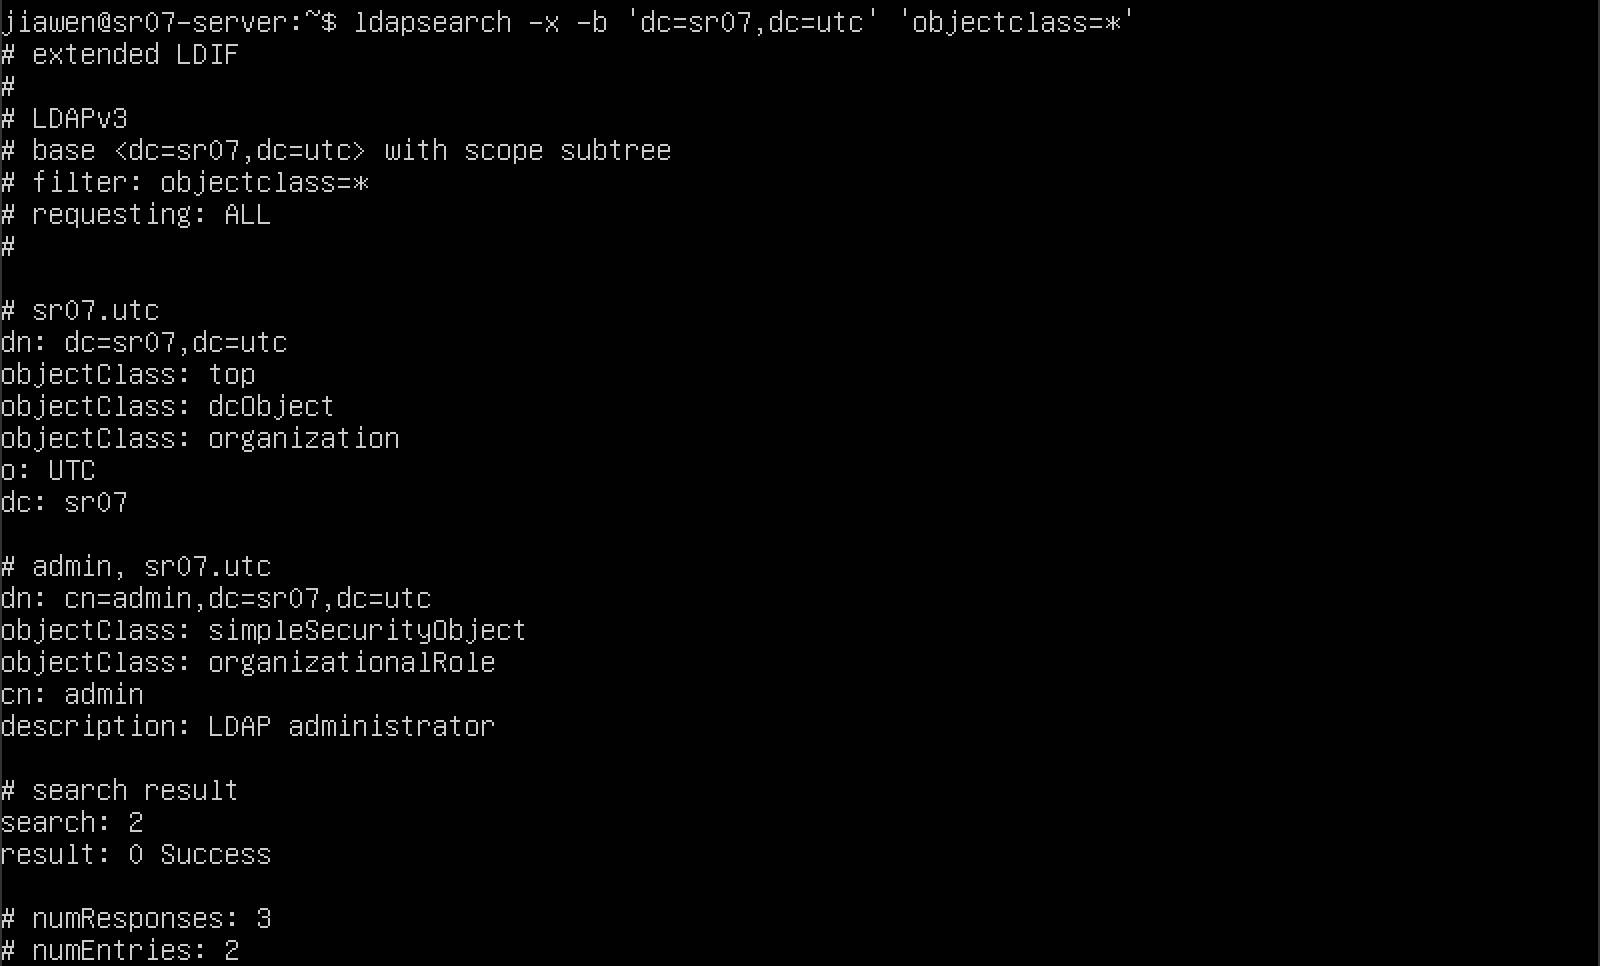 jiawen@sr07-server:~$ ldapsearch -x -b 'dc=sr07,dc=utc' 'objectclass=*'
# extended LDIF
#
# LDAPv3
# base <dc=sr07,dc=utc> with scope subtree
# filter: objectclass=*
# requesting: ALL
#

# sr07.utc
dn: dc=sr07,dc=utc
objectClass: top
objectClass: dcObject
objectClass: organization
o: UTC
dc: sr07

# admin, sr07.utc
dn: cn=admin,dc=sr07,dc=utc
objectClass: simpleSecurityObject
objectClass: organizationalRole
cn: admin
description: LDAP administrator

# search result
search: 2
result: 0 Success

# numResponses: 3
# numEntries: 2